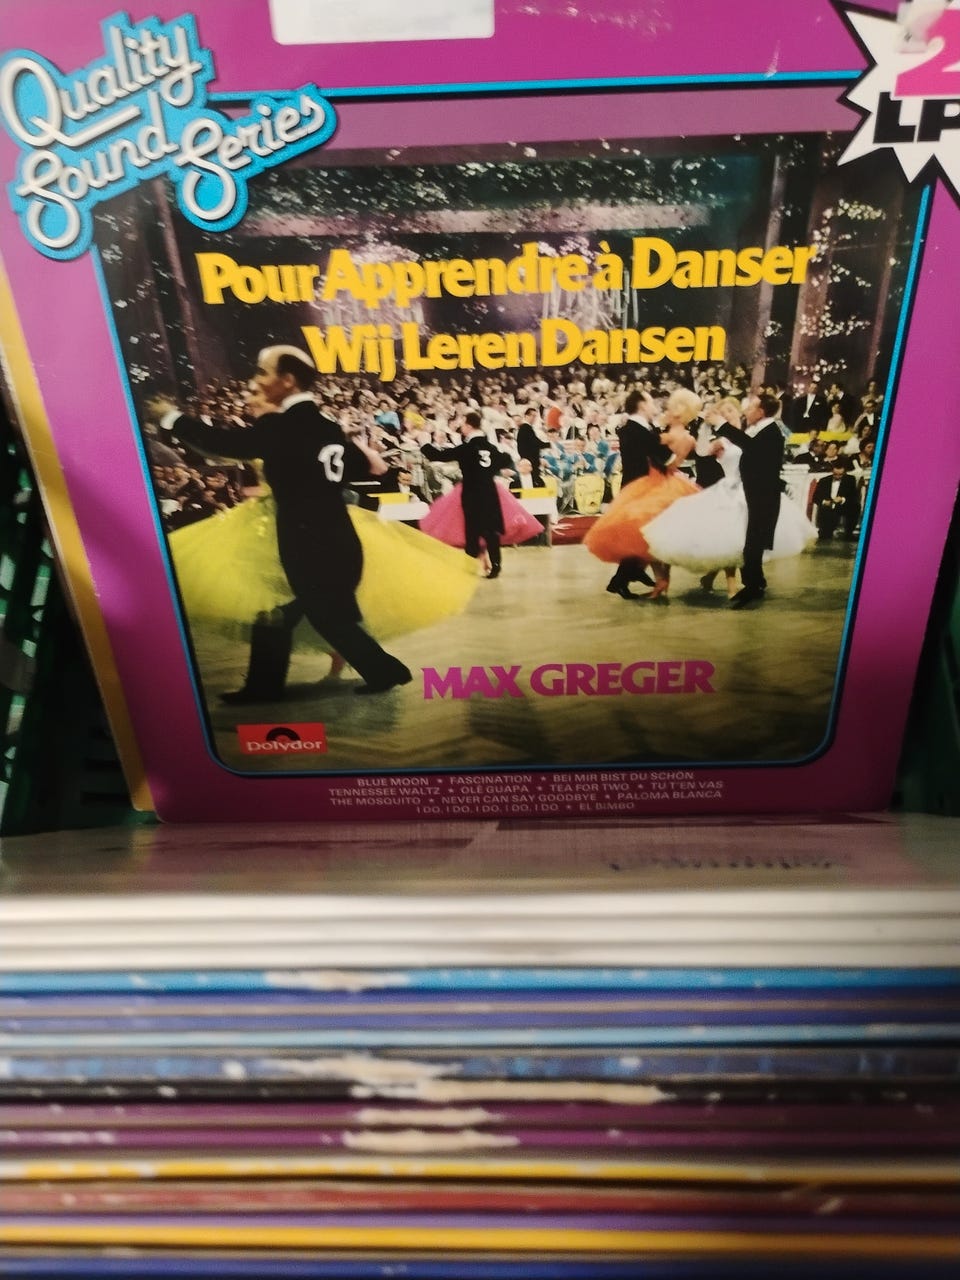 Quality
Sound Series
2
LP
Pour Apprendre à Danser
Wij Leren Dansen
13
3
MAX GREGER
polydor
BLUE MOON ★ FASCINATION ★ BEI MIR BIST DU SCHÖN
TENNESSEE WALTZ ★ OLÉ GUAPA ★ TEA FOR TWO ★ TU T'EN VAS
THE MOSQUITO ★ NEVER CAN SAY GOODBYE ★ PALOMA BLANCA
I DO, I DO, I DO, I DO, I DO ★ EL BIMBO